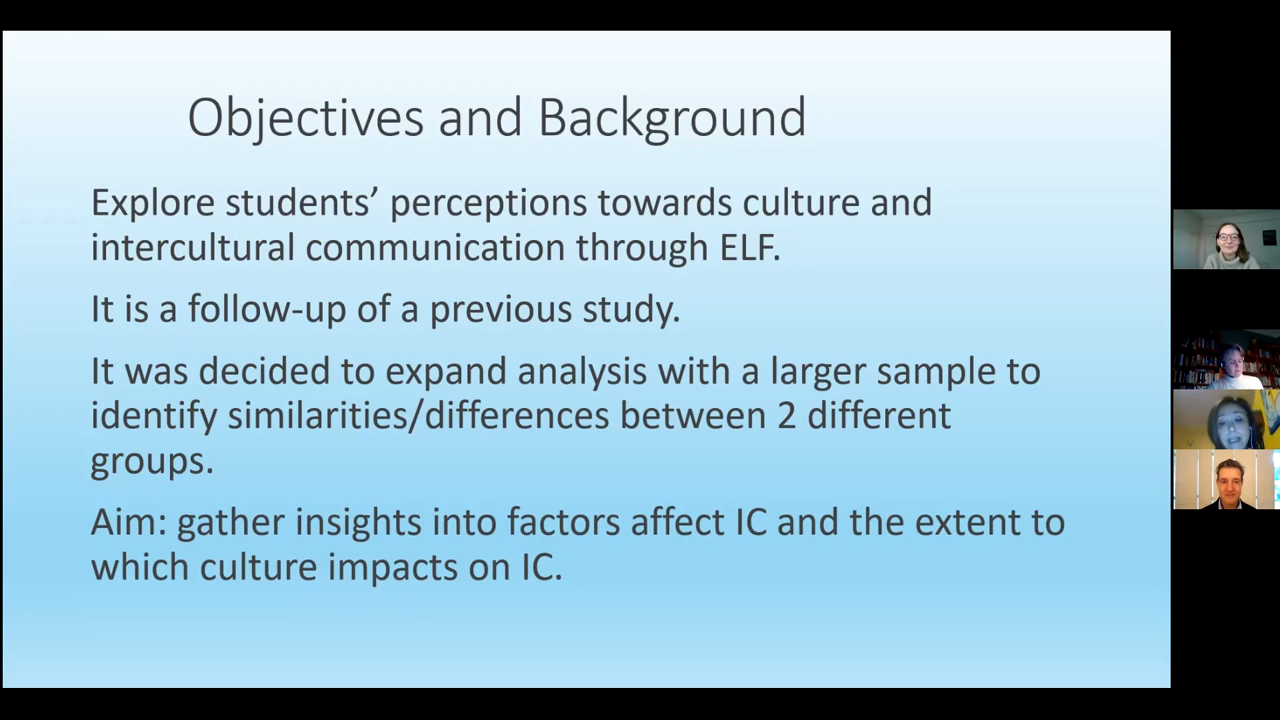 Objectives and Background
Explore students’ perceptions towards culture and
intercultural communication through ELF.
It is a follow-up of a previous study.
It was decided to expand analysis with a larger sample to
identify similarities/differences between 2 different
groups.
Aim: gather insights into factors affect IC and the extent to
which culture impacts on IC.